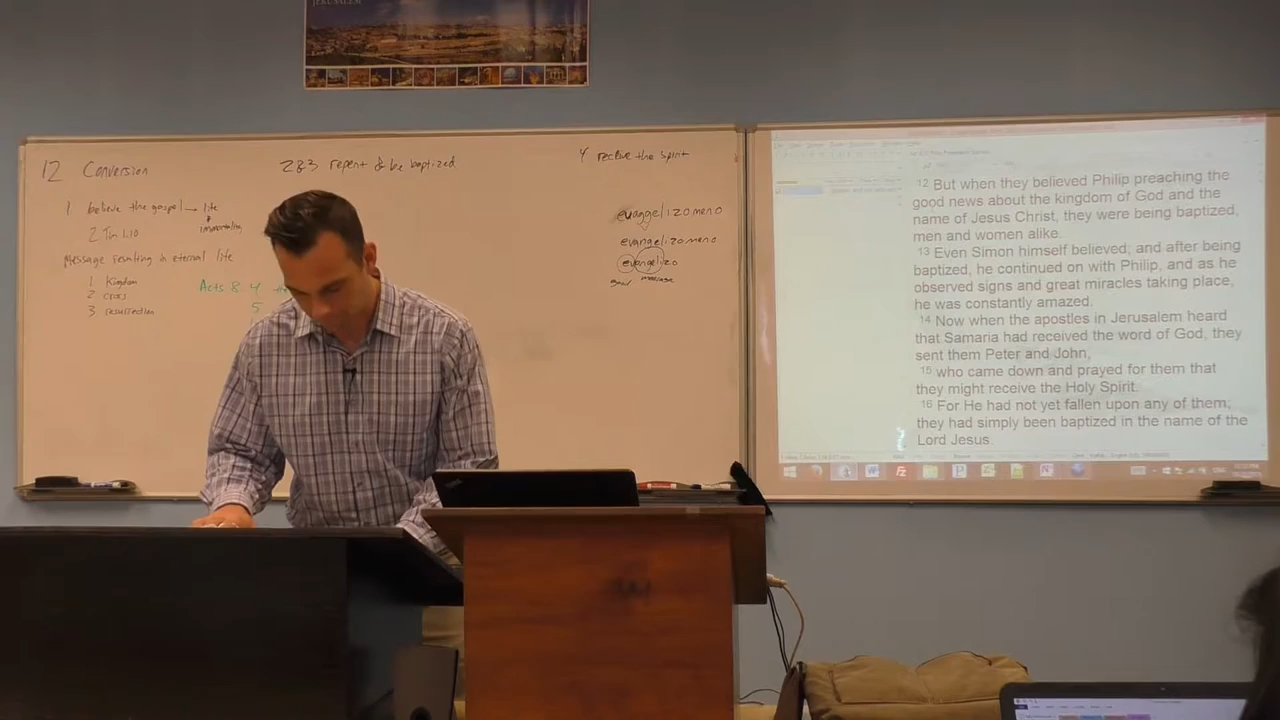 JERUSALEM
12 Conversion
2&3 repent & be baptized
4 receive the spirit
1 believe the gospel → life
immortality
2 Tim 1.10
Message resulting in eternal life
1 Kingdom
2 cross
3 resurrection
Acts 8 4
5
euangelizomeno
evangelizomeno
evangelizo
good message
12 But when they believed Philip preaching the
good news about the kingdom of God and the
name of Jesus Christ, they were being baptized,
men and women alike.
13 Even Simon himself believed; and after being
baptized, he continued on with Philip, and as he
observed signs and great miracles taking place,
he was constantly amazed.
14 Now when the apostles in Jerusalem heard
that Samaria had received the word of God, they
sent them Peter and John,
15 who came down and prayed for them that
they might receive the Holy Spirit.
16 For He had not yet fallen upon any of them;
they had simply been baptized in the name of the
Lord Jesus.